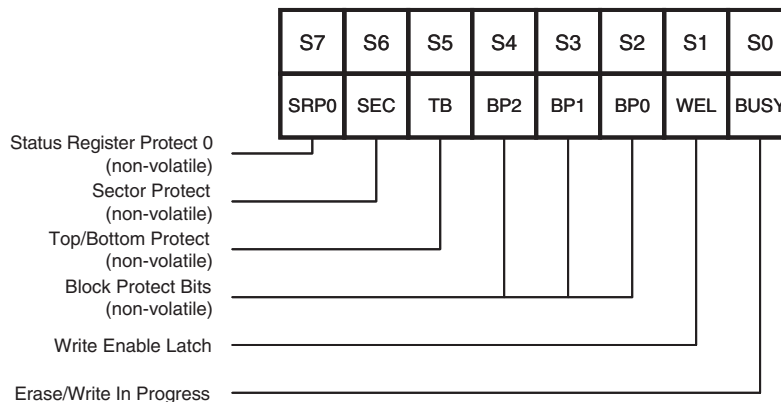 S7 S6 S5 S4 S3 S2 S1 S0
SRP0 SEC TB BP2 BP1 BP0 WEL BUSY
Status Register Protect 0
(non-volatile)
Sector Protect
(non-volatile)
Top/Bottom Protect
(non-volatile)
Block Protect Bits
(non-volatile)
Write Enable Latch
Erase/Write In Progress